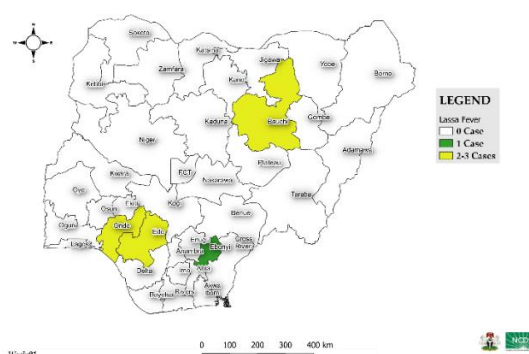 N
W E
S
Sokoto
Katsina
Jigawa
Zamfara
Yobe
Borno
Kebbi
Kano
Kaduna
Bauchi
Gombe
Niger
Adamawa
Plateau
FCT
Nasarawa
Kwara
Oyo
Taraba
Ekiti
Kogi
Osun
Benue
Ondo
Edo
Ogun
Lagos
Enugu
Ebonyi
Cross
River
Anambra
Delta
Imo
Abia
Bayelsa
Rivers
Akwa
Ibom
LEGEND
Lassa Fever
0 Case
1 Case
2-3 Cases
0 100 200 300 400 km
NCD